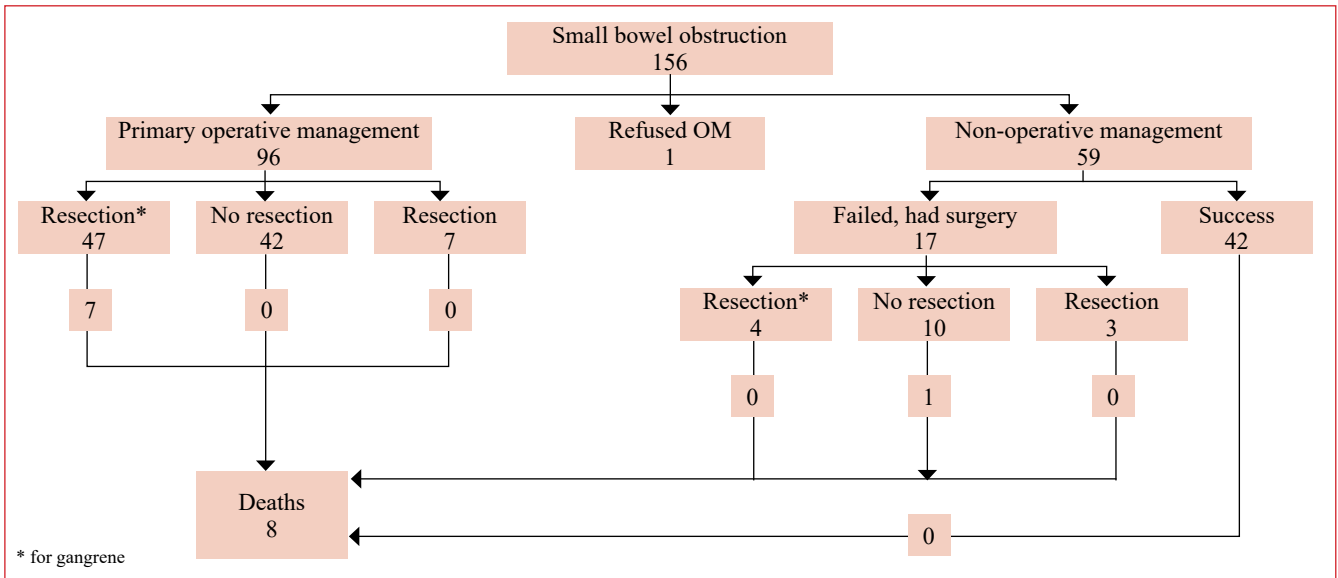 Small bowel obstruction
156
Primary operative management
96
Refused OM
1
Non-operative management
59
Resection*
47
No resection
42
Resection
7
Failed, had surgery
17
Success
42
7
0
0
Resection*
4
No resection
10
Resection
3
0
1
0
Deaths
8
0
* for gangrene